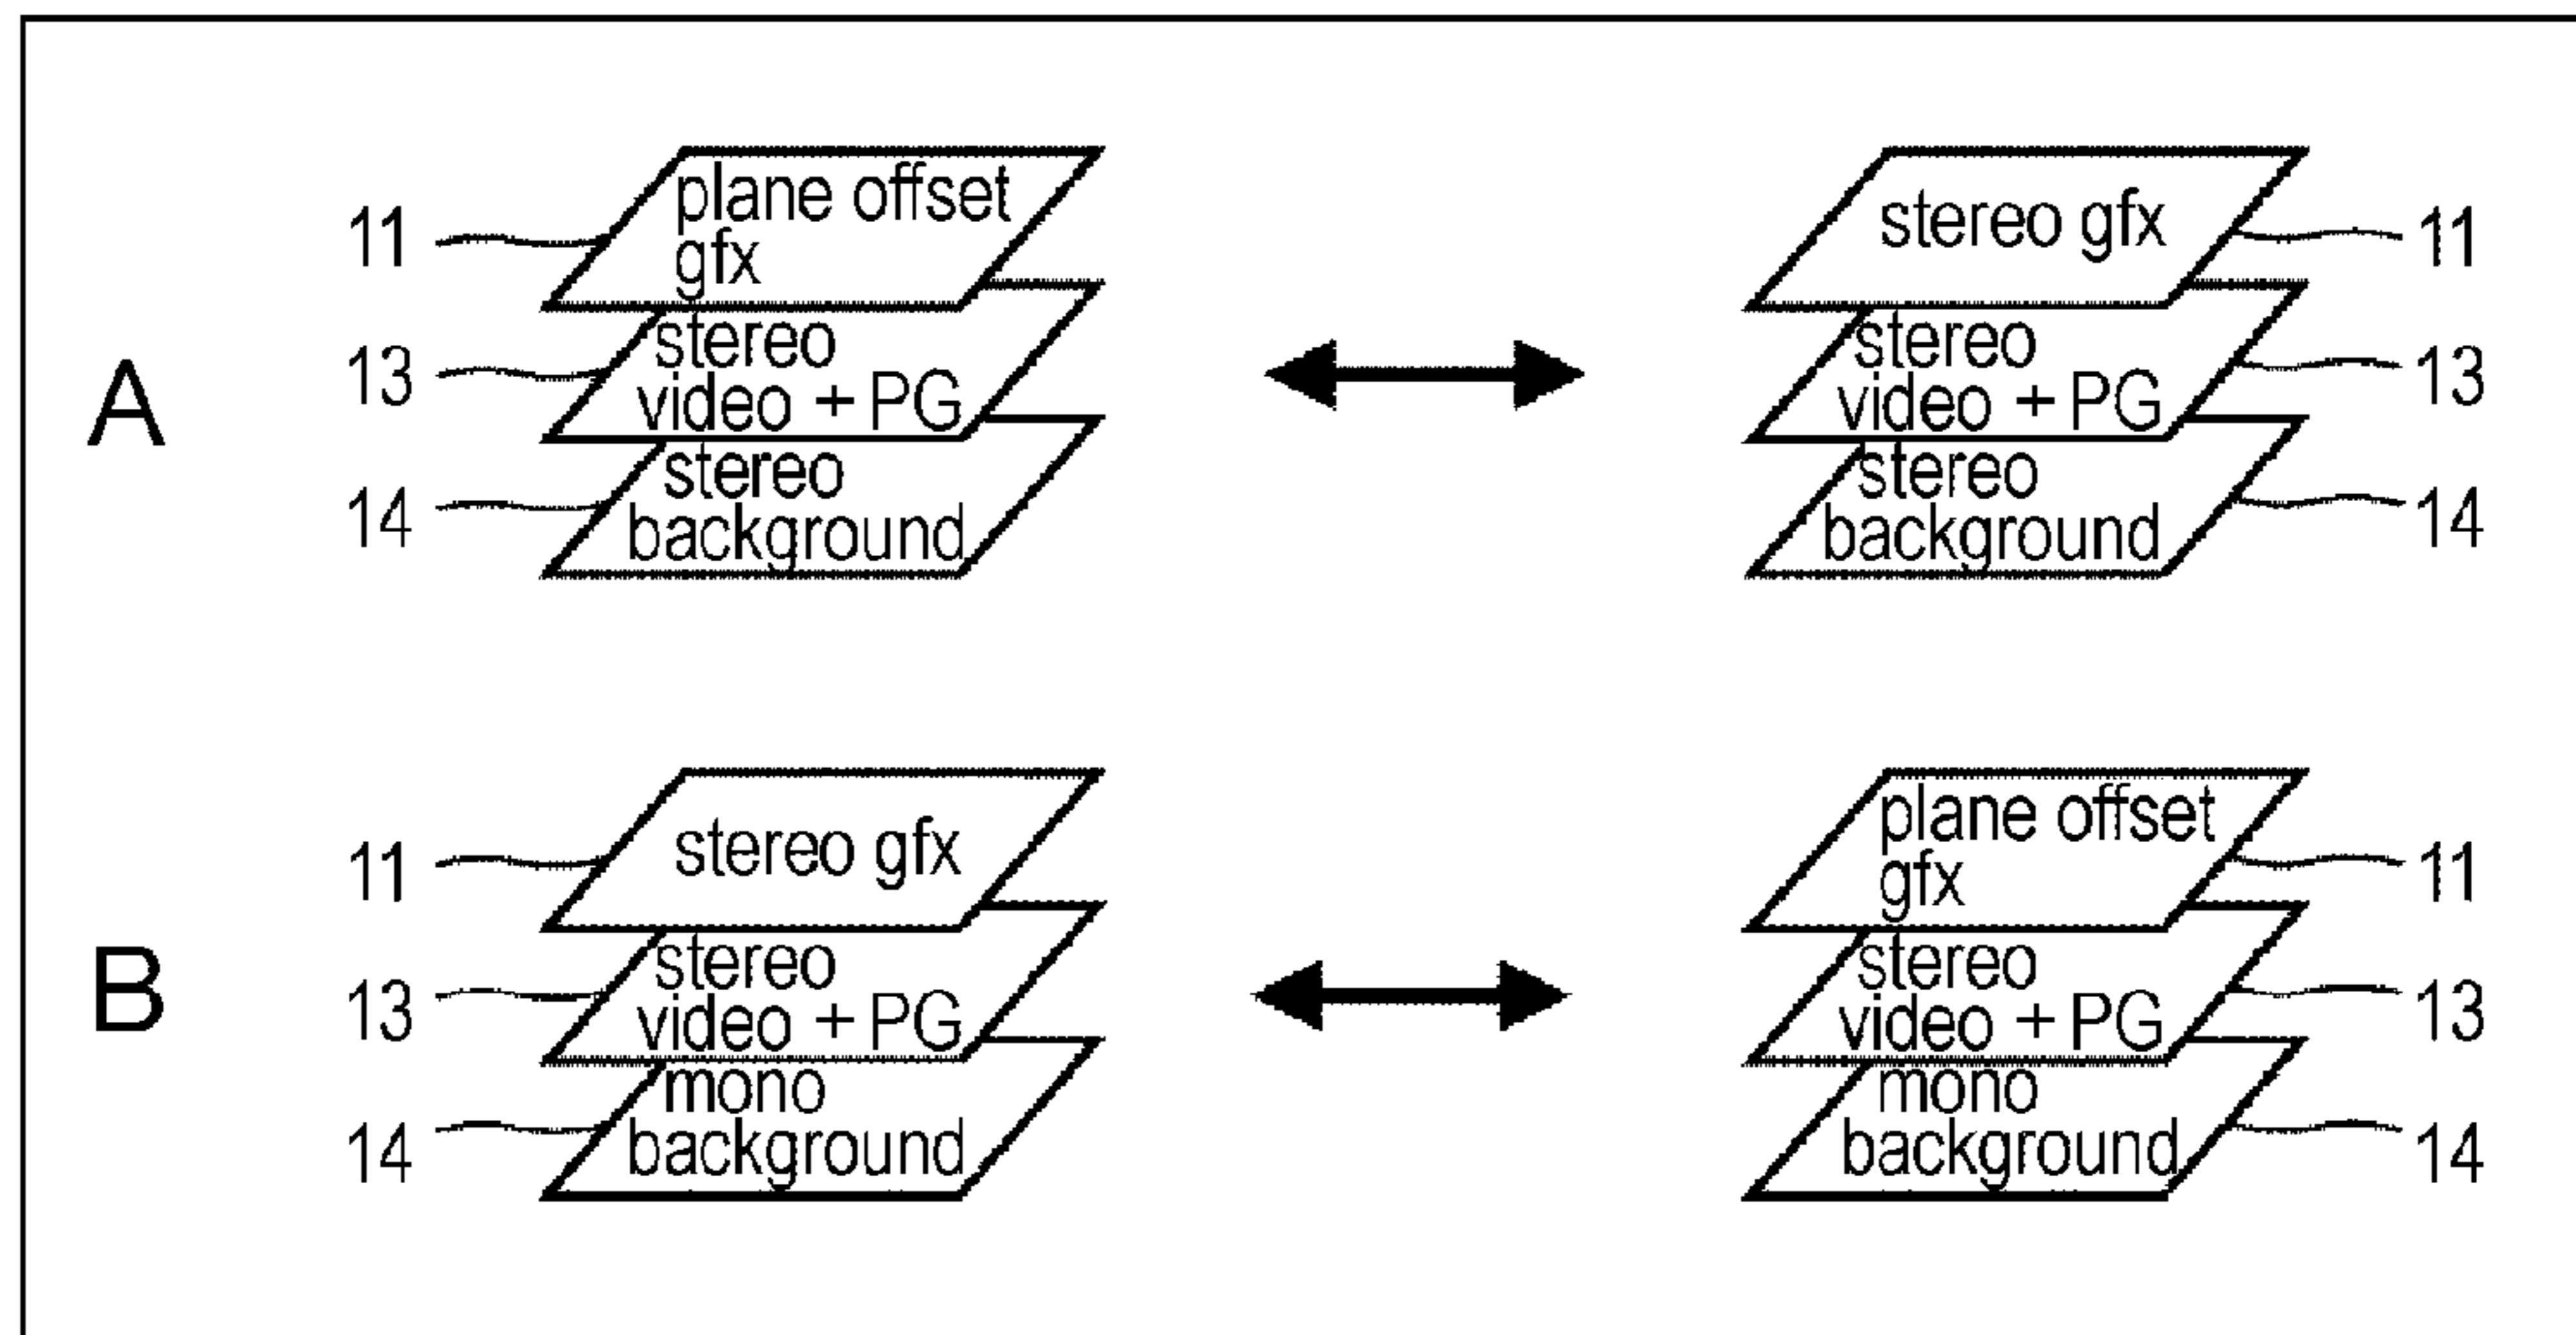 A
11
plane offset
gfx
13
stereo
video + PG
14
stereo
background
stereo gfx
11
stereo
video + PG
13
stereo
background
14
B
11
stereo gfx
13
stereo
video + PG
14
mono
background
plane offset
gfx
11
stereo
video + PG
13
mono
background
14